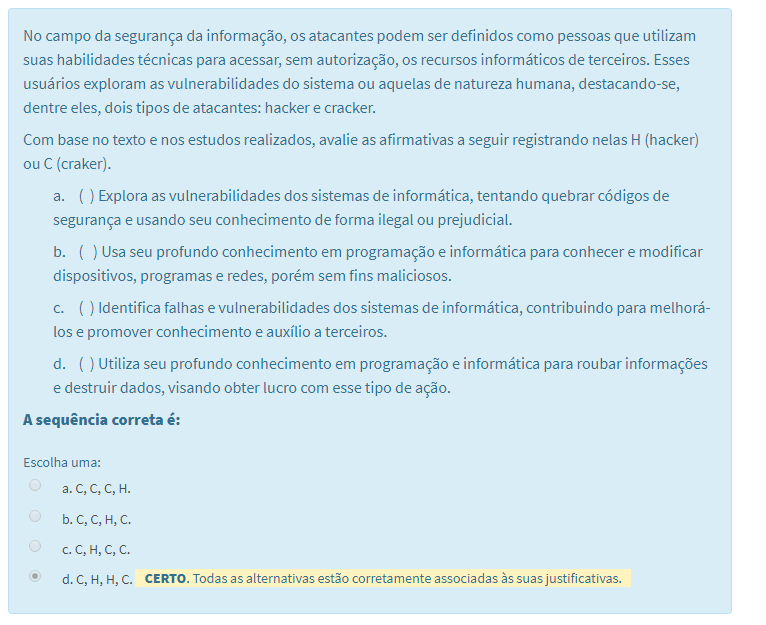 No campo da segurança da informação, os atacantes podem ser definidos como pessoas que utilizam
suas habilidades técnicas para acessar, sem autorização, os recursos informáticos de terceiros. Esses
usuários exploram as vulnerabilidades do sistema ou aquelas de natureza humana, destacando-se,
dentre eles, dois tipos de atacantes: hacker e cracker.
Com base no texto e nos estudos realizados, avalie as afirmativas a seguir registrando nelas H (hacker)
ou C (craker).
a. ( ) Explora as vulnerabilidades dos sistemas de informática, tentando quebrar códigos de
segurança e usando seu conhecimento de forma ilegal ou prejudicial.
b. ( ) Usa seu profundo conhecimento em programação e informática para conhecer e modificar
dispositivos, programas e redes, porém sem fins maliciosos.
c. ( ) Identifica falhas e vulnerabilidades dos sistemas de informática, contribuindo para melhorá-
los e promover conhecimento e auxílio a terceiros.
d. ( ) Utiliza seu profundo conhecimento em programação e informática para roubar informações
e destruir dados, visando obter lucro com esse tipo de ação.
A sequência correta é:
Escolha uma:
a. C, C, C, H.
b. C, C, H, C.
c. C, H, C, C.
d. C, H, H, C. CERTO. Todas as alternativas estão corretamente associadas às suas justificativas.